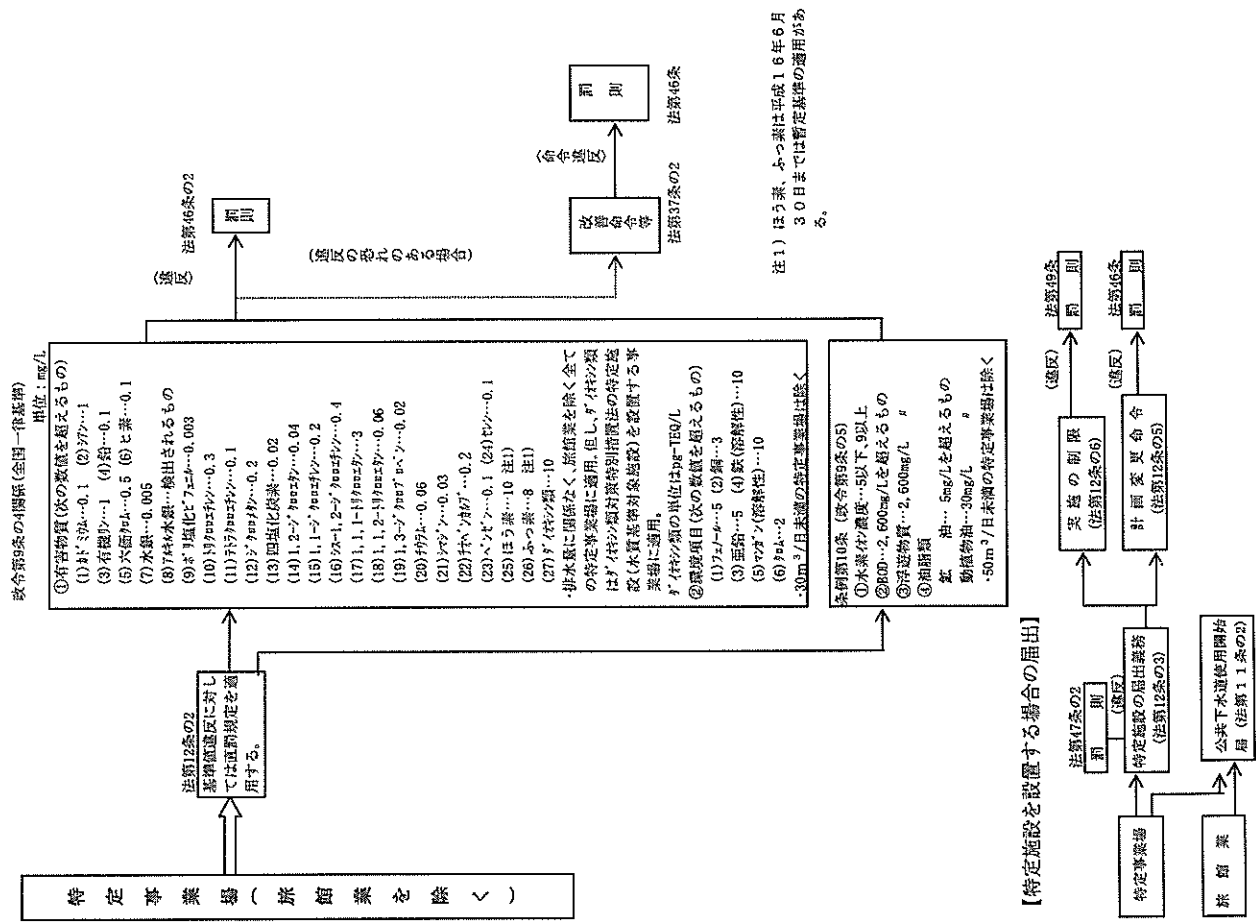 政令第9条の4関係(全国一律基準)
単位：mg/L
①有害物質(次の数値を超えるもの)
(1)ｶﾄﾞﾐｳﾑ…0.1 (2)ｼｱﾝ…1
(3)有機ﾘﾝ…1 (4)鉛…0.1
(5)六価ｸﾛﾑ…0.5 (6)ヒ素…0.1
(7)水銀…0.005
(8)ｱﾙｷﾙ水銀…検出されるもの
(9)ﾎﾟﾘ塩化ﾋﾞﾌｪﾆﾙ…0.003
(10)ﾄﾘｸﾛﾛｴﾁﾚﾝ…0.3
(11)ﾃﾄﾗｸﾛﾛｴﾁﾚﾝ…0.1
(12)ｼﾞｸﾛﾛﾒﾀﾝ…0.2
(13)四塩化炭素…0.02
(14)1,2-ｼﾞｸﾛﾛｴﾀﾝ…0.04
(15)1,1-ｼﾞｸﾛﾛｴﾁﾚﾝ…0.2
(16)ｼｽ-1,2-ｼﾞｸﾛﾛｴﾁﾚﾝ…0.4
(17)1,1,1-ﾄﾘｸﾛﾛｴﾀﾝ…3
(18)1,1,2-ﾄﾘｸﾛﾛｴﾀﾝ…0.06
(19)1,3-ｼﾞｸﾛﾛﾌﾟﾛﾍﾟﾝ…0.02
(20)ﾁｳﾗﾑ…0.06
(21)ｼﾏｼﾞﾝ…0.03
(22)ﾁｵﾍﾞﾝｶﾙﾌﾞ…0.2
(23)ﾍﾞﾝｾﾞﾝ…0.1 (24)ｾﾚﾝ…0.1
(25)ほう素…10 注1)
(26)ふっ素…8 注1)
(27)ﾀﾞｲｵｷｼﾝ類…10
・排水量に関係なく、旅館業を除く全て
の特定事業場に適用。但し、ﾀﾞｲｵｷｼﾝ類
はﾀﾞｲｵｷｼﾝ類対策特別措置法の特定施
設(水質基準対象施設)を設置する事
業場に適用。
ﾀﾞｲｵｷｼﾝ類の単位はpg-TEQ/L
②環境項目(次の数値を超えるもの)
(1)ﾌｪﾉｰﾙ…5 (2)銅…3
(3)亜鉛…5 (4)鉄(溶解性)…10
(5)ﾏﾝｶﾞﾝ(溶解性)…10
(6)ｸﾛﾑ…2
・30m³/日未満の特定事業場は除く
条例第10条（政令第9条の5）
①水素ｲｵﾝ濃度…5以下、9以上
②BOD…2,600mg/Lを超えるもの
③浮遊物質…2,600mg/L 〃
④油脂類
鉱 油… 5mg/Lを超えるもの
動植物油…30mg/L 〃
・50m³/日未満の特定事業場は除く
特定事業場（旅館業を除く）
法第12条の2
基準値違反に対し
ては直罰規定を適
用する。
(違反)
法第46条の2
罰則
(違反の恐れのある場合)
改善命令等
法第37条の2
(命令違反)
罰則
法第46条
注1）ほう素、ふっ素は平成16年6月
30日までは暫定基準の適用があ
る。
【特定施設を設置する場合の届出】
特定事業場
旅館業
法第47条の2
罰 則
(違反)
特定施設の届出義務
(法第12条の3)
公共下水道使用開始
届（法第11条の2）
実施の制限
(法第12条の6)
計画変更命令
(法第12条の5)
(違反)
法第49条
罰 則
(違反)
法第46条
罰 則